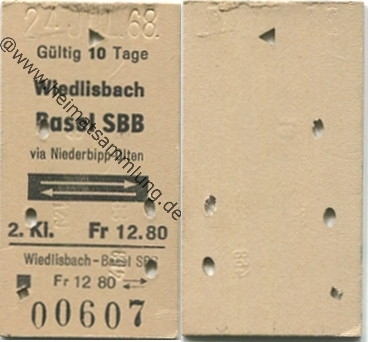 24. JUL. 68
Gültig 10 Tage
Wiedlisbach
Basel SBB
via Niederbipp Olten
2. Kl. Fr 12.80
Wiedlisbach-Basel SBB
Fr 12 80
00607
@www.heimatsammlung.de